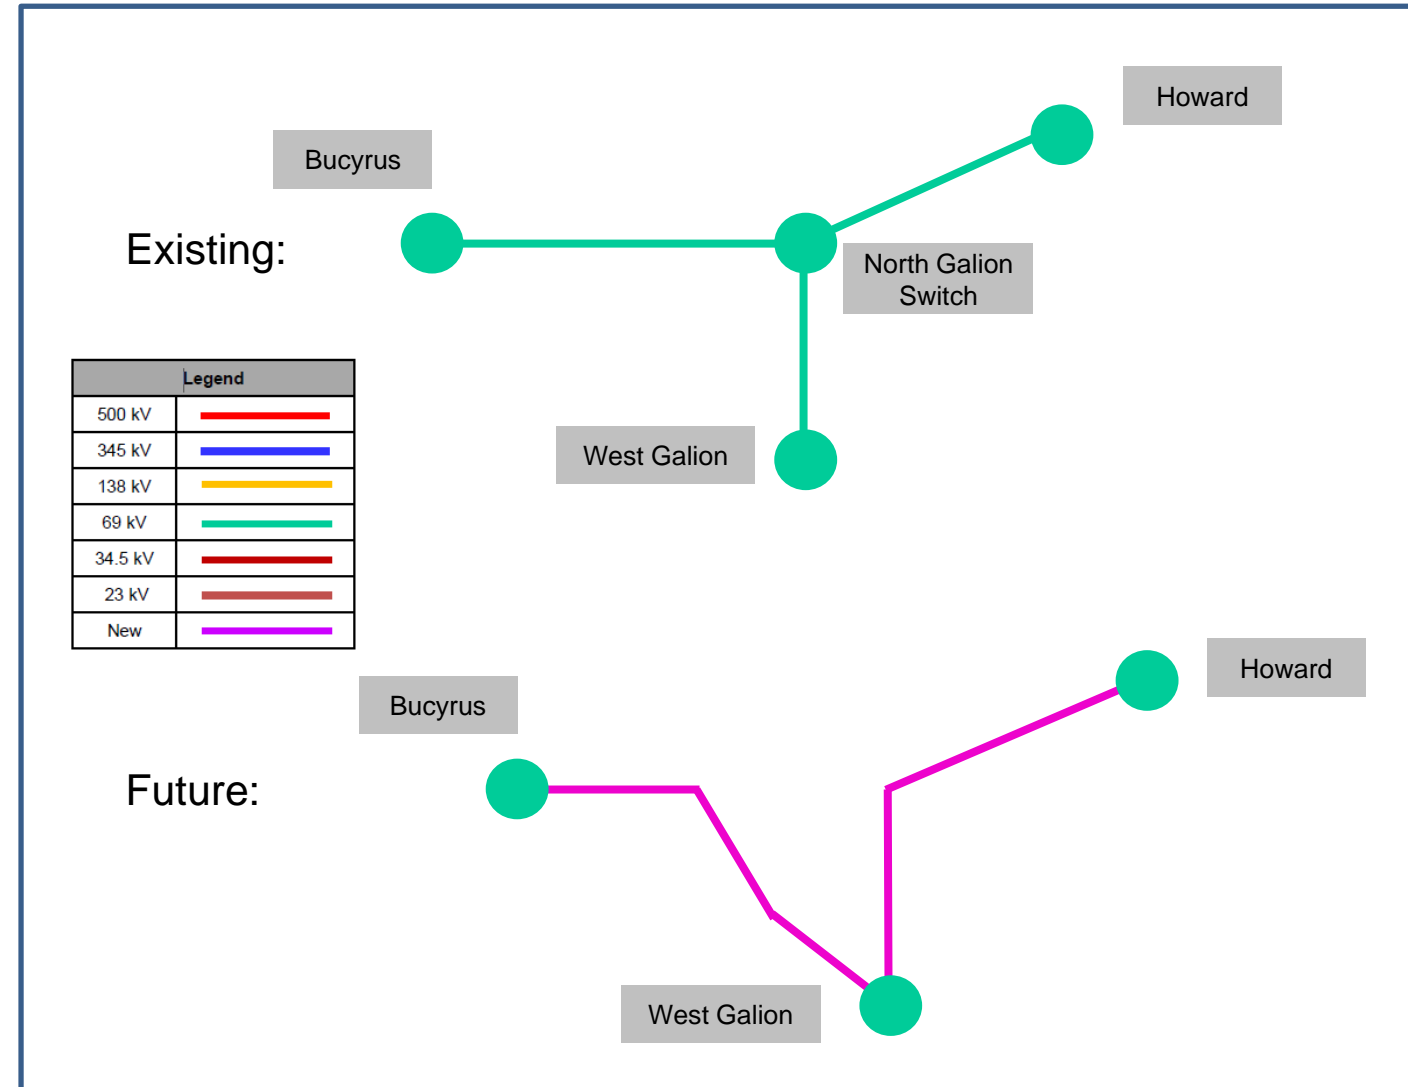 Howard
Bucyrus
Existing:
North Galion
Switch
West Galion
Legend
500 kV
345 kV
138 kV
69 kV
34.5 kV
23 kV
New
Howard
Bucyrus
Future:
West Galion